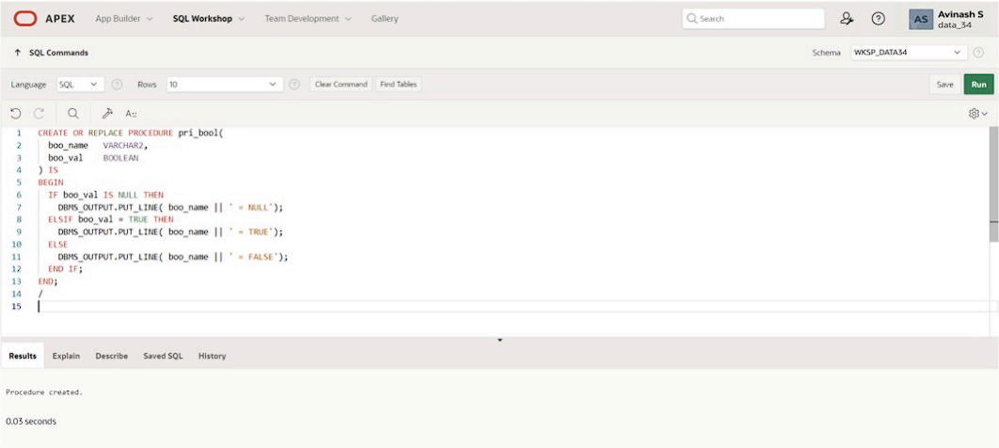 APEX App Builder SQL Workshop Team Development Gallery Search AS Avinash S
data_34
↑ SQL Commands Schema WKSP_DATA34
Language SQL Rows 10 Clear Command Find Tables Save Run
A::
1 CREATE OR REPLACE PROCEDURE pri_bool(
2 boo_name VARCHAR2,
3 boo_val BOOLEAN
4 ) IS
5 BEGIN
6 IF boo_val IS NULL THEN
7 DBMS_OUTPUT.PUT_LINE( boo_name || ' = NULL');
8 ELSIF boo_val = TRUE THEN
9 DBMS_OUTPUT.PUT_LINE( boo_name || ' = TRUE');
10 ELSE
11 DBMS_OUTPUT.PUT_LINE( boo_name || ' = FALSE');
12 END IF;
13 END;
14 /
15
Results Explain Describe Saved SQL History
Procedure created.
0.03 seconds